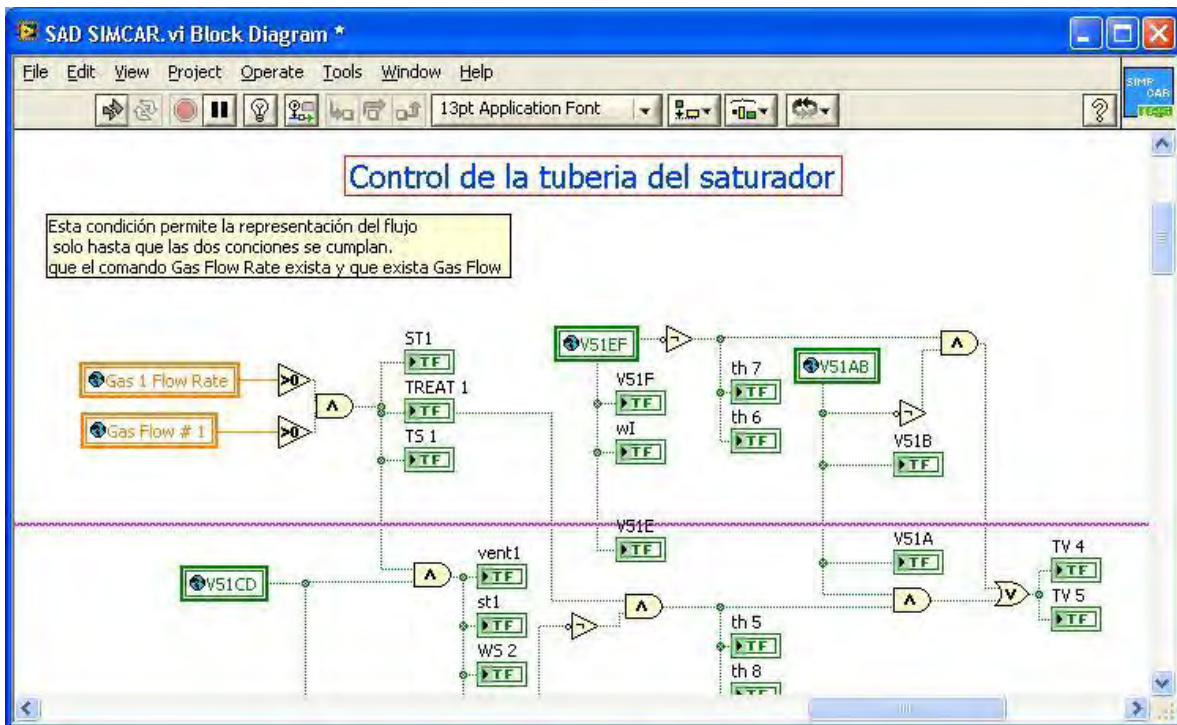 SAD SIMCAR.vi Block Diagram *
File Edit View Project Operate Tools Window Help
13pt Application Font
?
Control de la tuberia del saturador
Esta condición permite la representación del flujo
solo hasta que las dos conciones se cumplan.
que el comando Gas Flow Rate exista y que exista Gas Flow
ST1
TF
V51EF
Gas 1 Flow Rate
>0
TREAT 1
TF
V51F
TF
th 7
TF
V51AB
Gas Flow # 1
>0
TS 1
TF
wI
TF
th 6
TF
V51B
TF
V51E
TF
V51A
TF
V51CD
vent1
TF
TV 4
TF
st1
TF
TV 5
TF
WS 2
TF
th 5
TF
th 8
TF